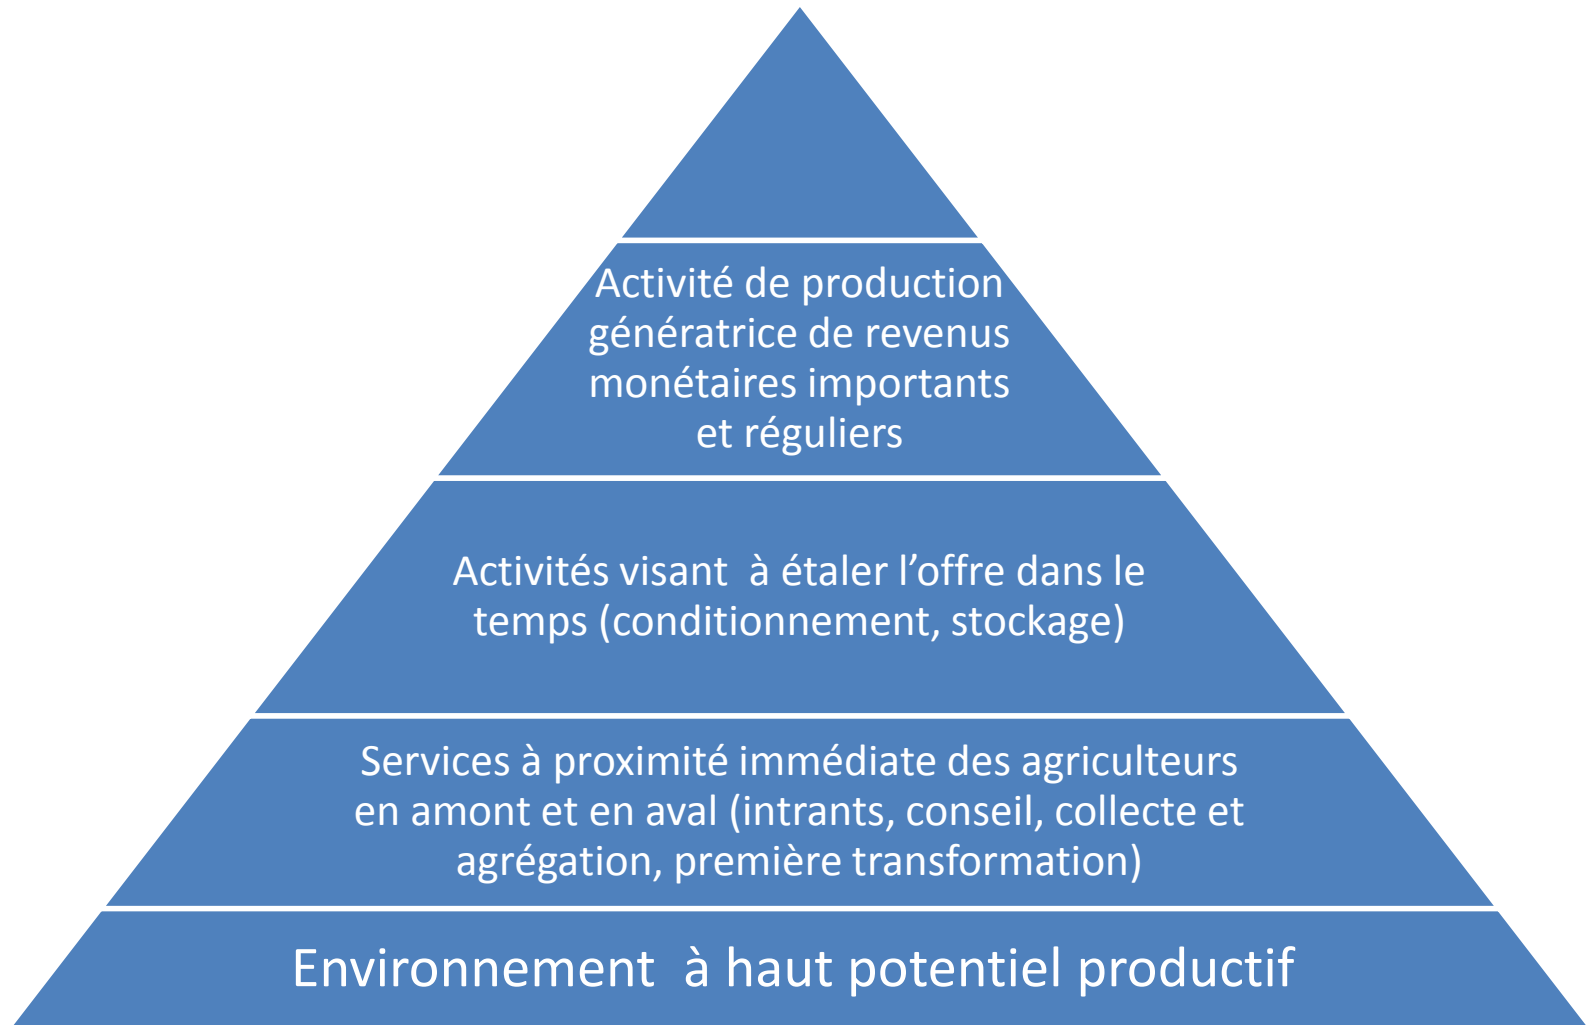 Activité de production
génératrice de revenus
monétaires importants
et réguliers
Activités visant  à étaler l’offre dans le
temps (conditionnement, stockage)
Services à proximité immédiate des agriculteurs
en amont et en aval (intrants, conseil, collecte et
agrégation, première transformation)
Environnement  à haut potentiel productif